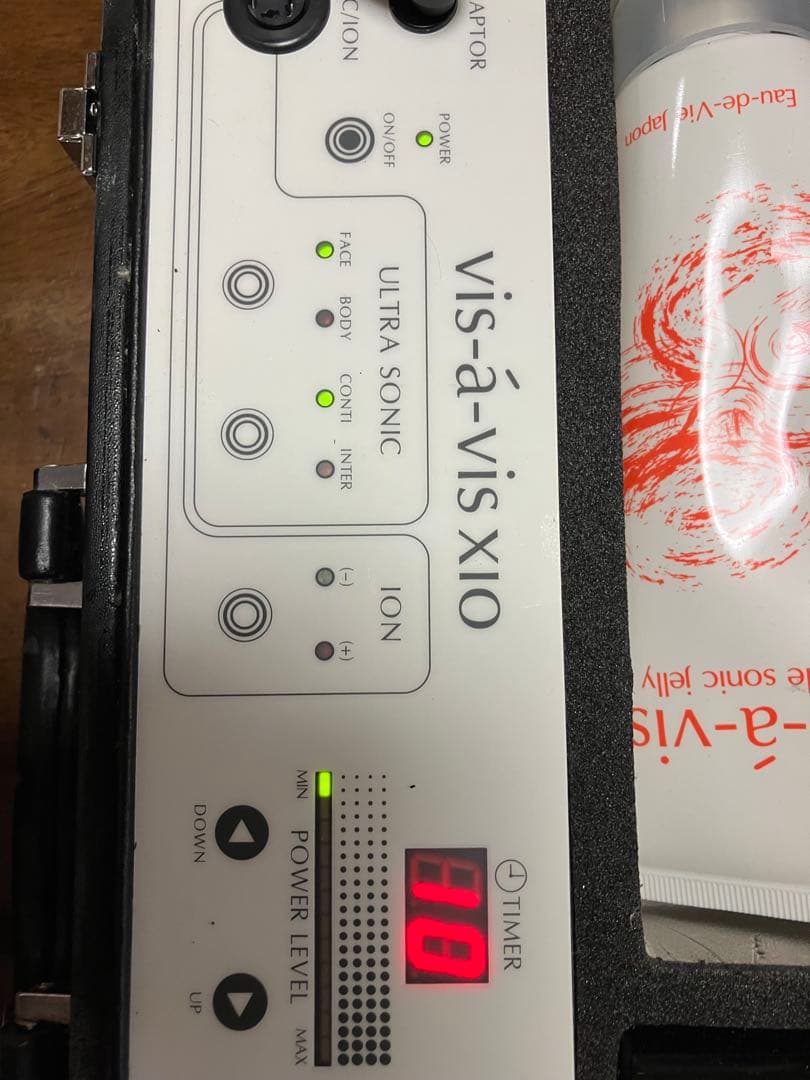 APTOR
C/ION
POWER
ON/OFF
vis-á-vis XIO
ULTRA SONIC
FACE BODY CONTI INTER
ION
(−) (+)
TIMER
10
MIN POWER LEVEL MAX
DOWN UP
-á-vis
le sonic jelly
Eau-de-Vie Japon